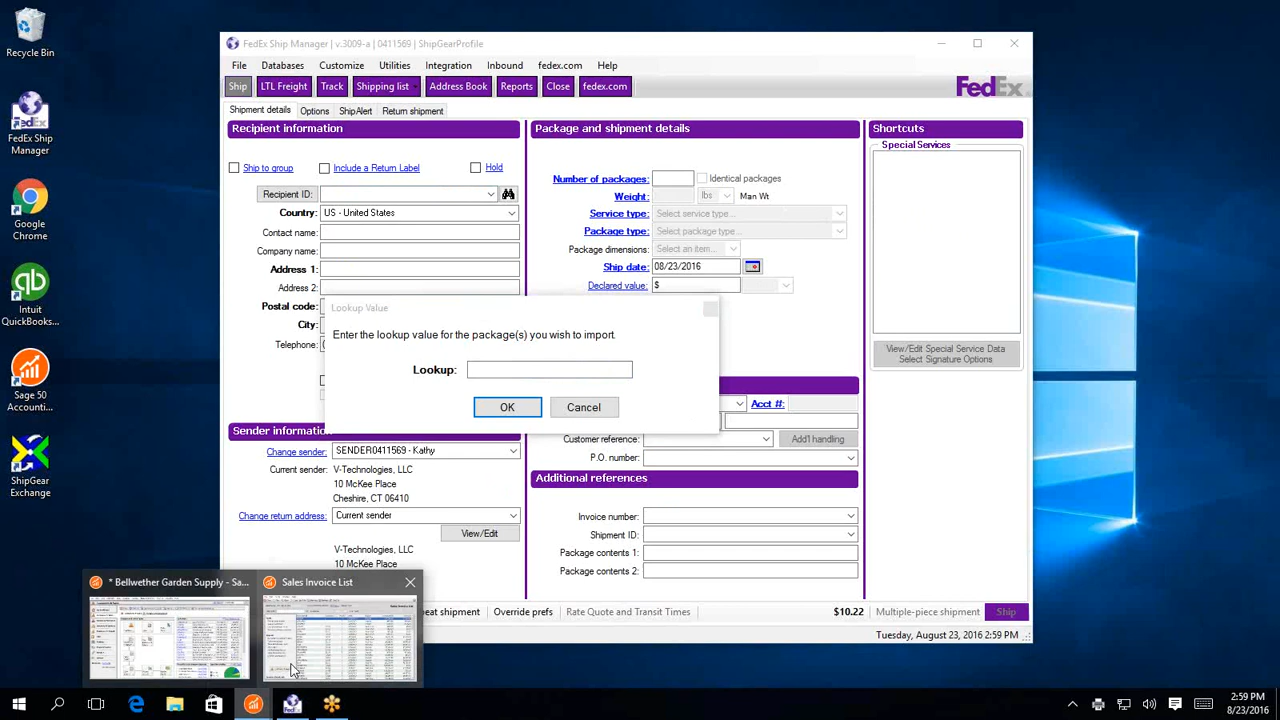 Recycle Bin
FedEx Ship
Manager
Google
Chrome
Intuit
QuickBooks...
Sage 50
Accounti...
ShipGear
Exchange
FedEx Ship Manager | v.3009-a | 0411569 | ShipGearProfile
File Databases Customize Utilities Integration Inbound fedex.com Help
Ship LTL Freight Track Shipping list Address Book Reports Close fedex.com
FedEx
Shipment details Options ShipAlert Return shipment
Recipient information
Ship to group Include a Return Label Hold
Recipient ID:
Country: US - United States
Contact name:
Company name:
Address 1:
Address 2:
Postal code:
City:
Telephone:
Package and shipment details
Number of packages: Identical packages
Weight: lbs Man Wt
Service type: Select service type...
Package type: Select package type...
Package dimensions: Select an item...
Ship date: 08/23/2016
Declared value: $
Shortcuts
Special Services
View/Edit Special Service Data
Select Signature Options
Lookup Value
Enter the lookup value for the package(s) you wish to import.
Lookup:
OK Cancel
Acct #:
Customer reference: Add'l handling
P.O. number:
Sender information
Change sender: SENDER0411569 - Kathy
Current sender: V-Technologies, LLC
10 McKee Place
Cheshire, CT 06410
Change return address: Current sender
View/Edit
V-Technologies, LLC
10 McKee Place
Additional references
Invoice number:
Shipment ID:
Package contents 1:
Package contents 2:
eat shipment Override prefs Rate Quote and Transit Times $10.22 Multiple-piece shipment Ship
Tuesday, August 23, 2016 2:59 PM
* Bellwether Garden Supply - Sa... Sales Invoice List
2:59 PM
8/23/2016